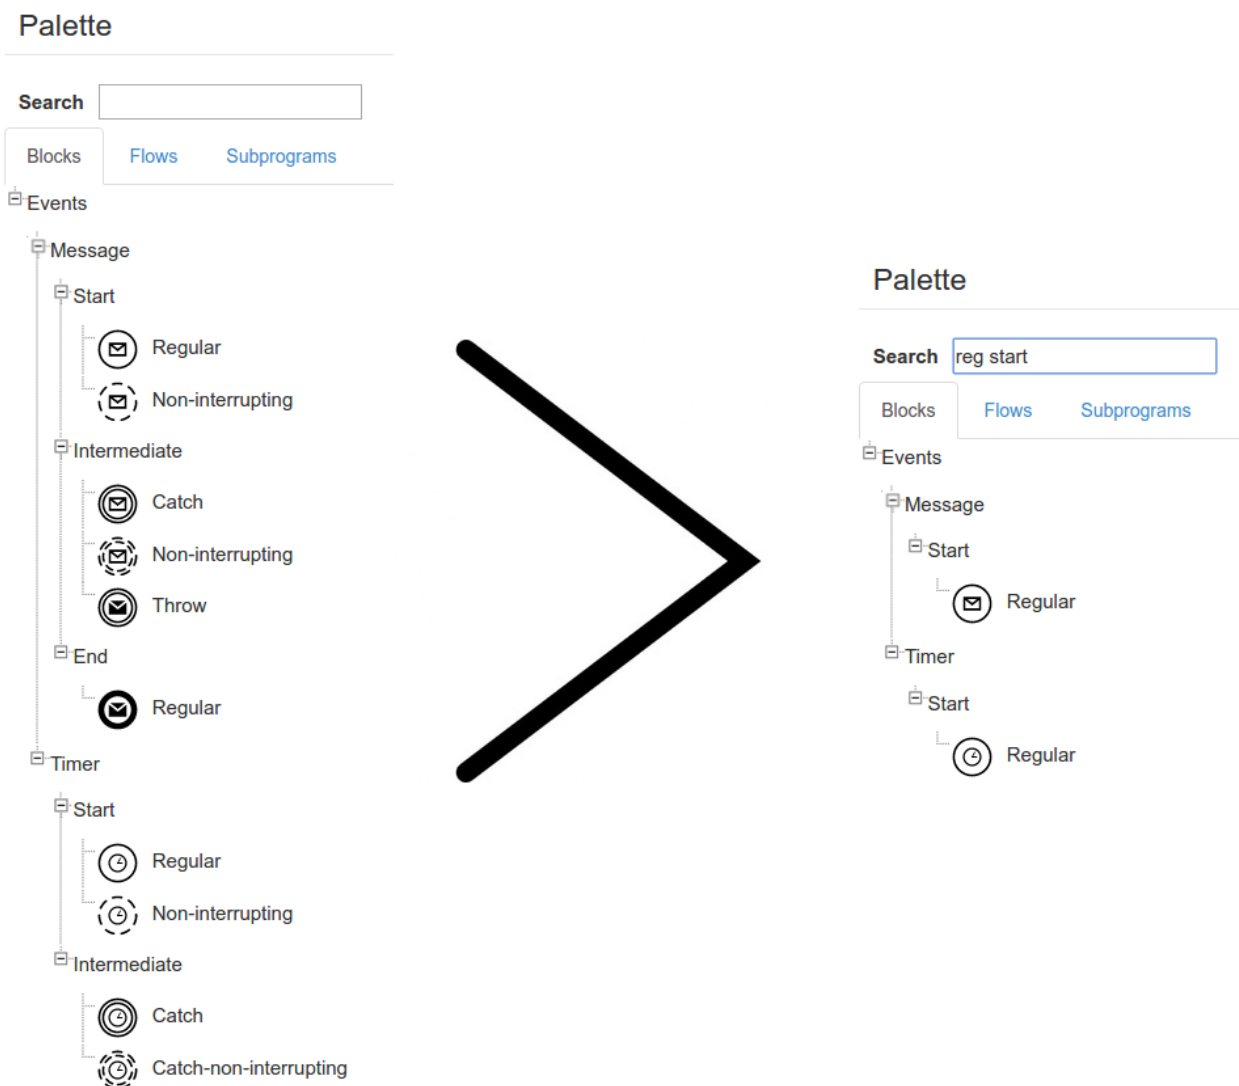 Palette
Search
Blocks Flows Subprograms
Events
Message
Start
Regular
Non-interrupting
Intermediate
Catch
Non-interrupting
Throw
End
Regular
Timer
Start
Regular
Non-interrupting
Intermediate
Catch
Catch-non-interrupting
Palette
Search reg start
Blocks Flows Subprograms
Events
Message
Start
Regular
Timer
Start
Regular